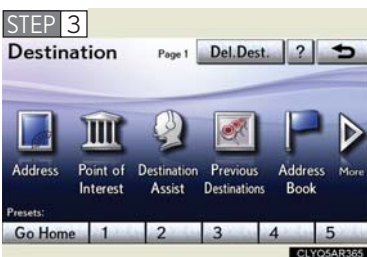 STEP 3
Destination Page 1 Del.Dest. ?
Address Point of Interest Destination Assist Previous Destinations Address Book More
Presets:
Go Home 1 2 3 4 5
CLYQ5AR365